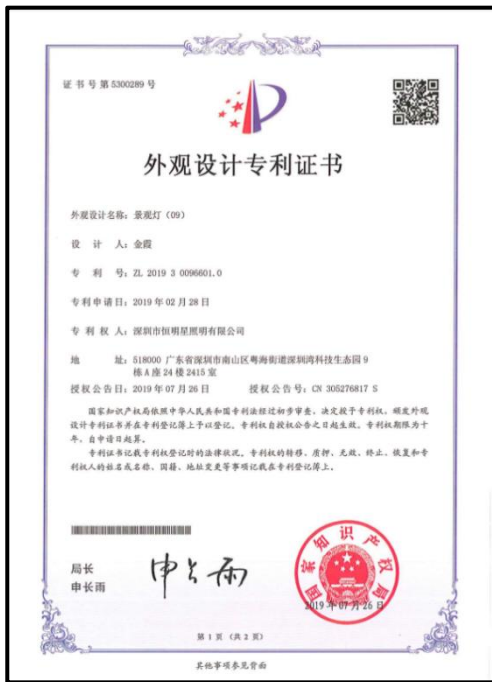 证书号第5300289号
外观设计专利证书
外观设计名称：景观灯（09）
设 计 人：金霞
专 利 号：ZL 2019 3 0096601.0
专利申请日：2019年02月28日
专 利 权 人：深圳市恒明星照明有限公司
地 址：518000 广东省深圳市南山区粤海街道深圳湾科技生态园9
栋A座24楼2415室
授权公告日：2019年07月26日 授权公告号：CN 305276817 S
国家知识产权局依照中华人民共和国专利法经过初步审查，决定授予专利权，颁发外观
设计专利证书并在专利登记簿上予以登记。专利权自授权公告之日起生效。专利权期限为十
年，自申请日起算。
专利证书记载专利权登记时的法律状况。专利权的转移、质押、无效、终止、恢复和专
利权人的姓名或名称、国籍、地址变更等事项记载在专利登记簿上。
局长
申长雨
申长雨
国家知识产权局
2019年07月26日
第 1 页 （共 2 页）
其他事项参见背面